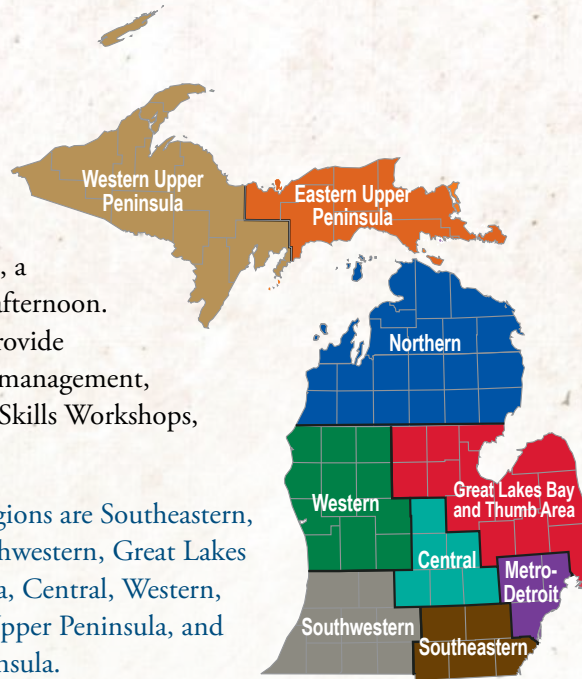 Western Upper
Peninsula
Eastern Upper
Peninsula
, a
fternoon.
rovide
management,
Skills Workshops,
Northern
Western
Great Lakes Bay
and Thumb Area
Central
Metro-
Detroit
Southwestern
Southeastern
gions are Southeastern,
hwestern, Great Lakes
a, Central, Western,
pper Peninsula, and
nsula.